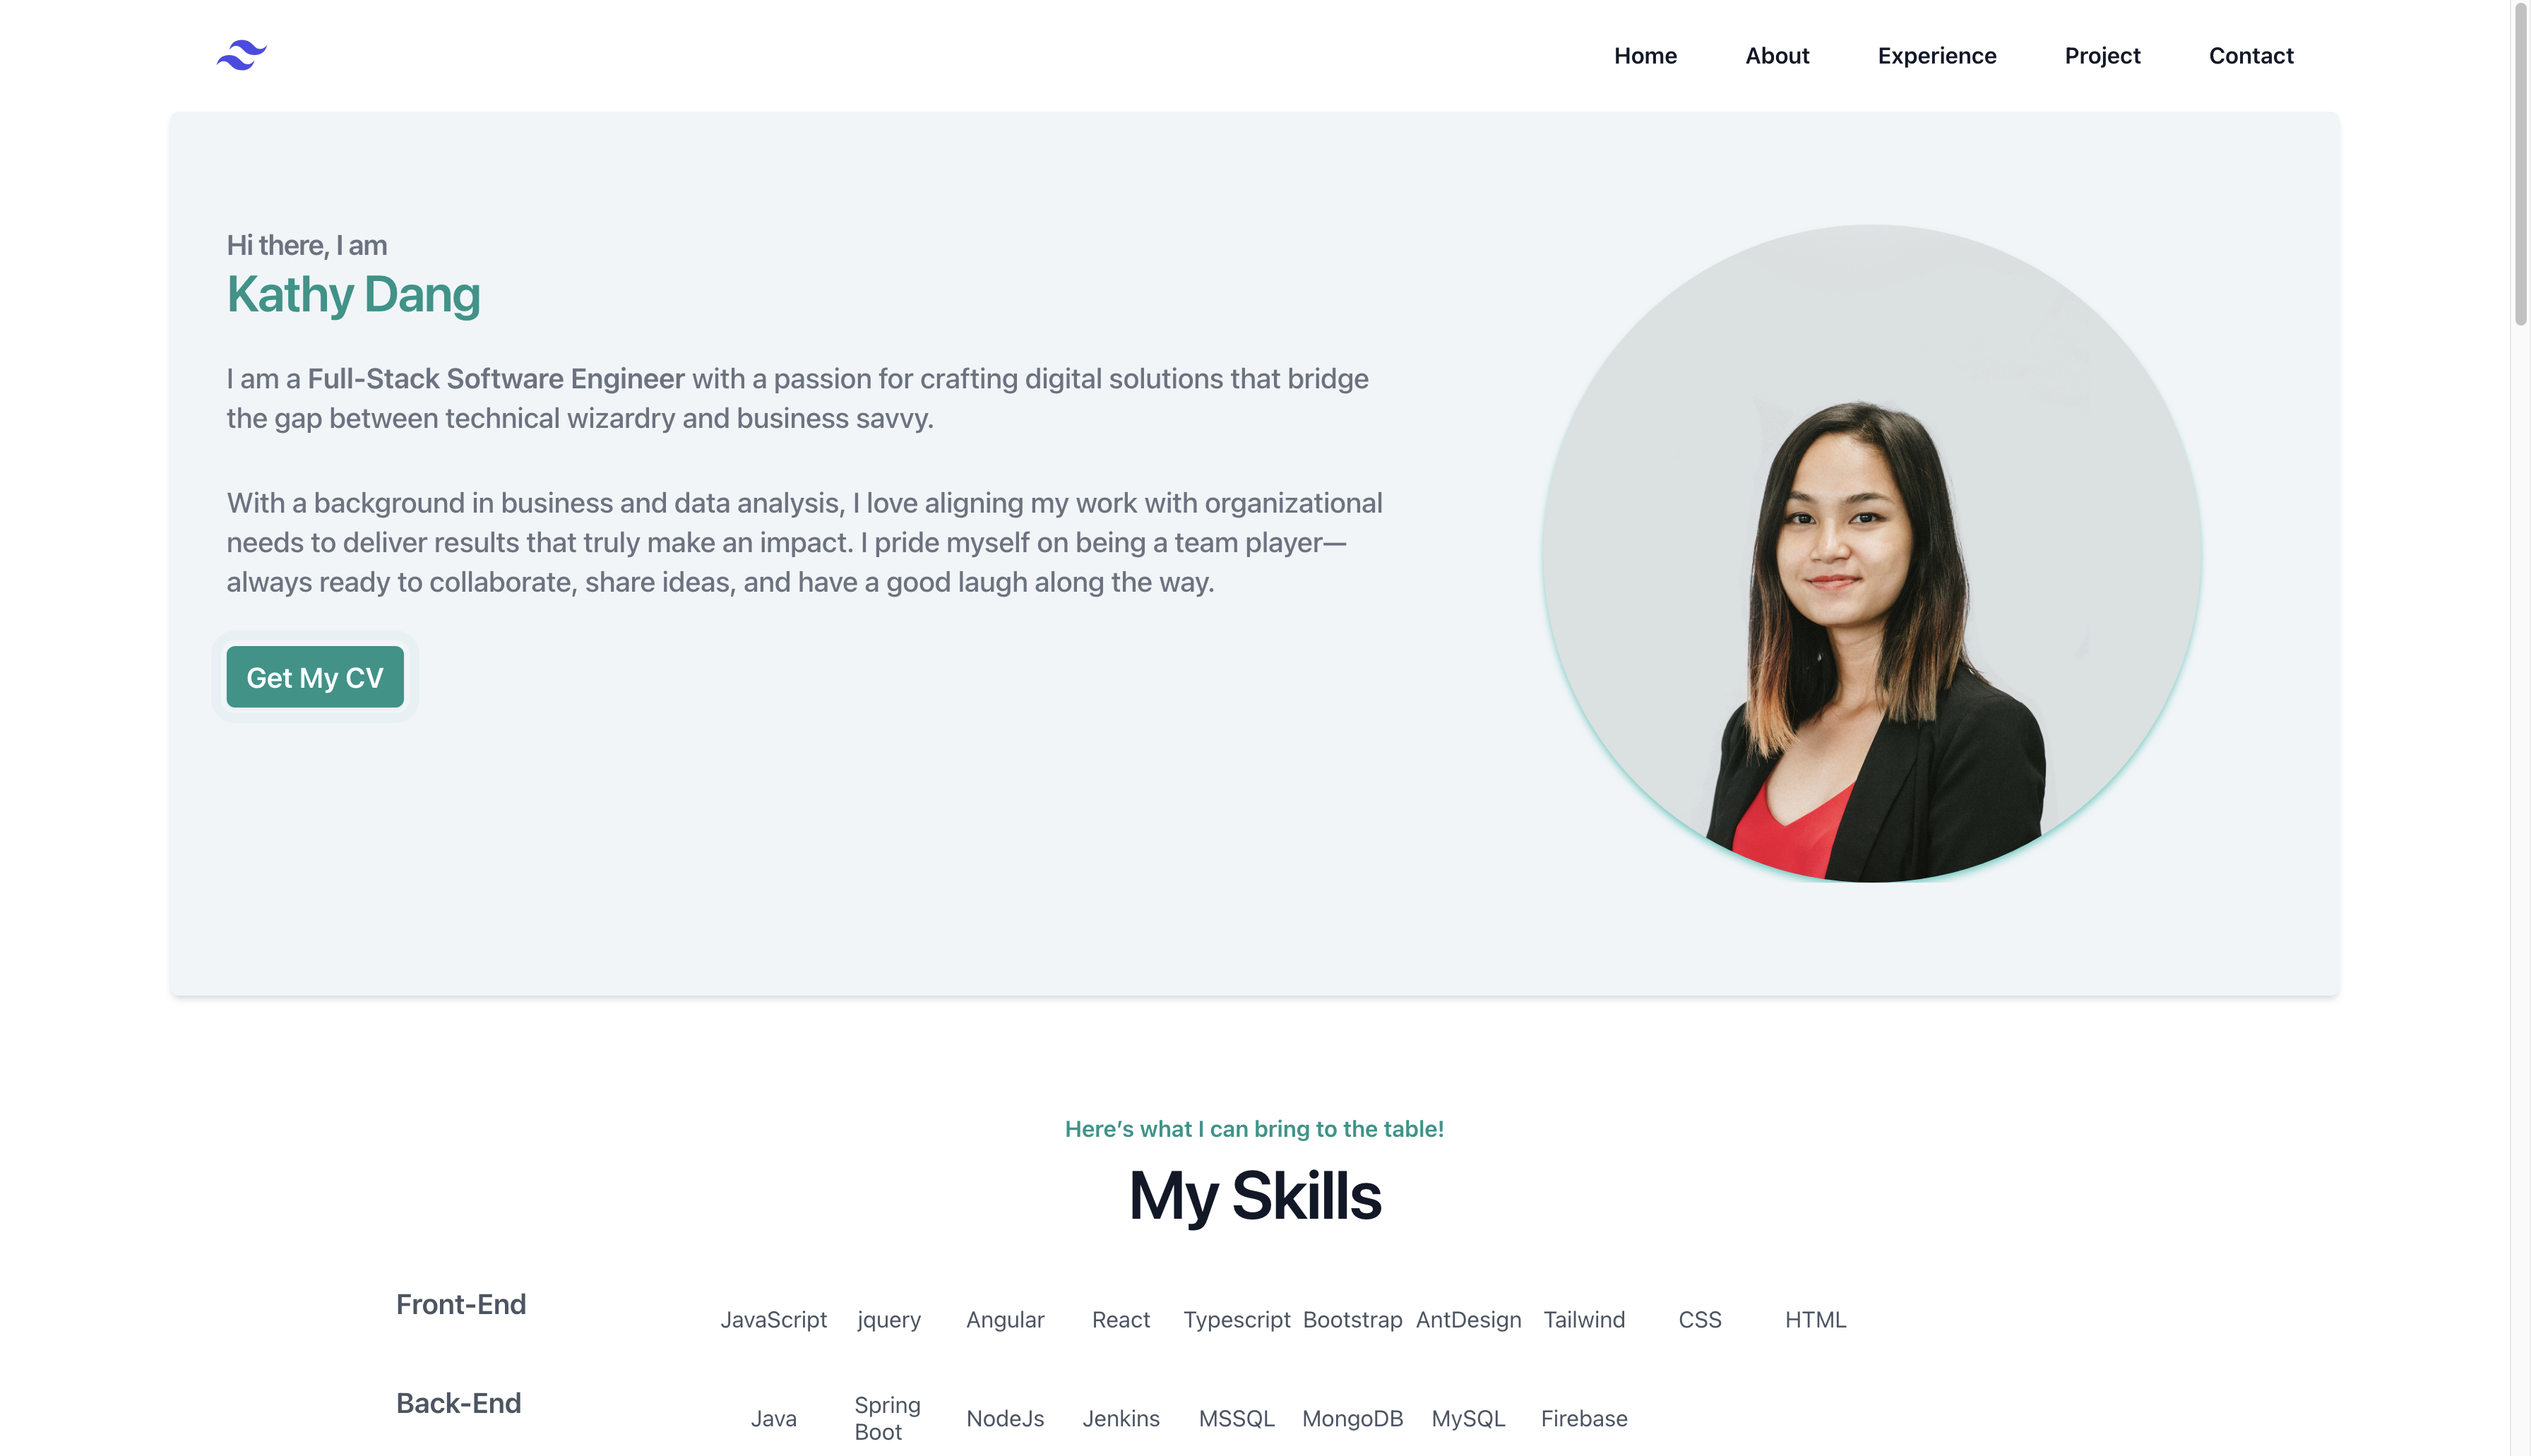 Home About Experience Project Contact
Hi there, I am
Kathy Dang
I am a Full-Stack Software Engineer with a passion for crafting digital solutions that bridge
the gap between technical wizardry and business savvy.
With a background in business and data analysis, I love aligning my work with organizational
needs to deliver results that truly make an impact. I pride myself on being a team player—
always ready to collaborate, share ideas, and have a good laugh along the way.
Get My CV
Here’s what I can bring to the table!
My Skills
Front-End
JavaScript jquery Angular React Typescript Bootstrap AntDesign Tailwind CSS HTML
Back-End
Java Spring Boot NodeJs Jenkins MSSQL MongoDB MySQL Firebase